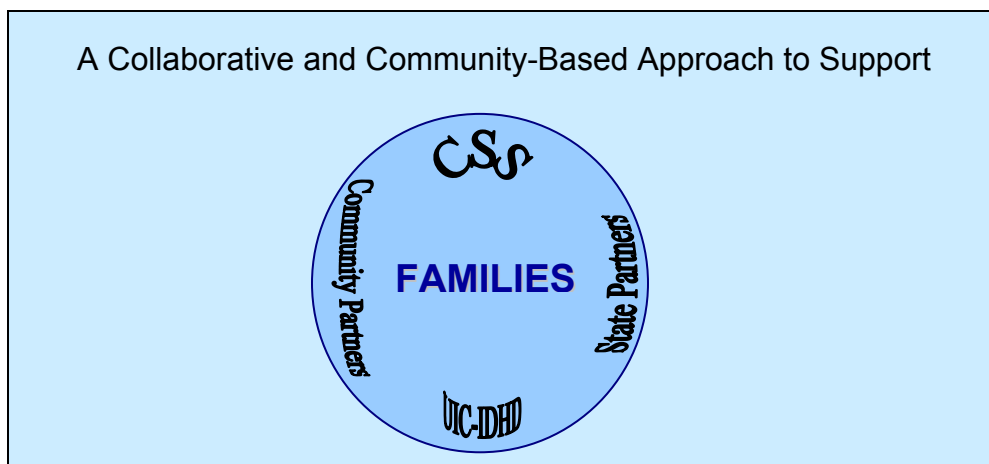 A Collaborative and Community-Based Approach to Support
CSS
Community Partners
FAMILIES
State Partners
UIC-IDHD